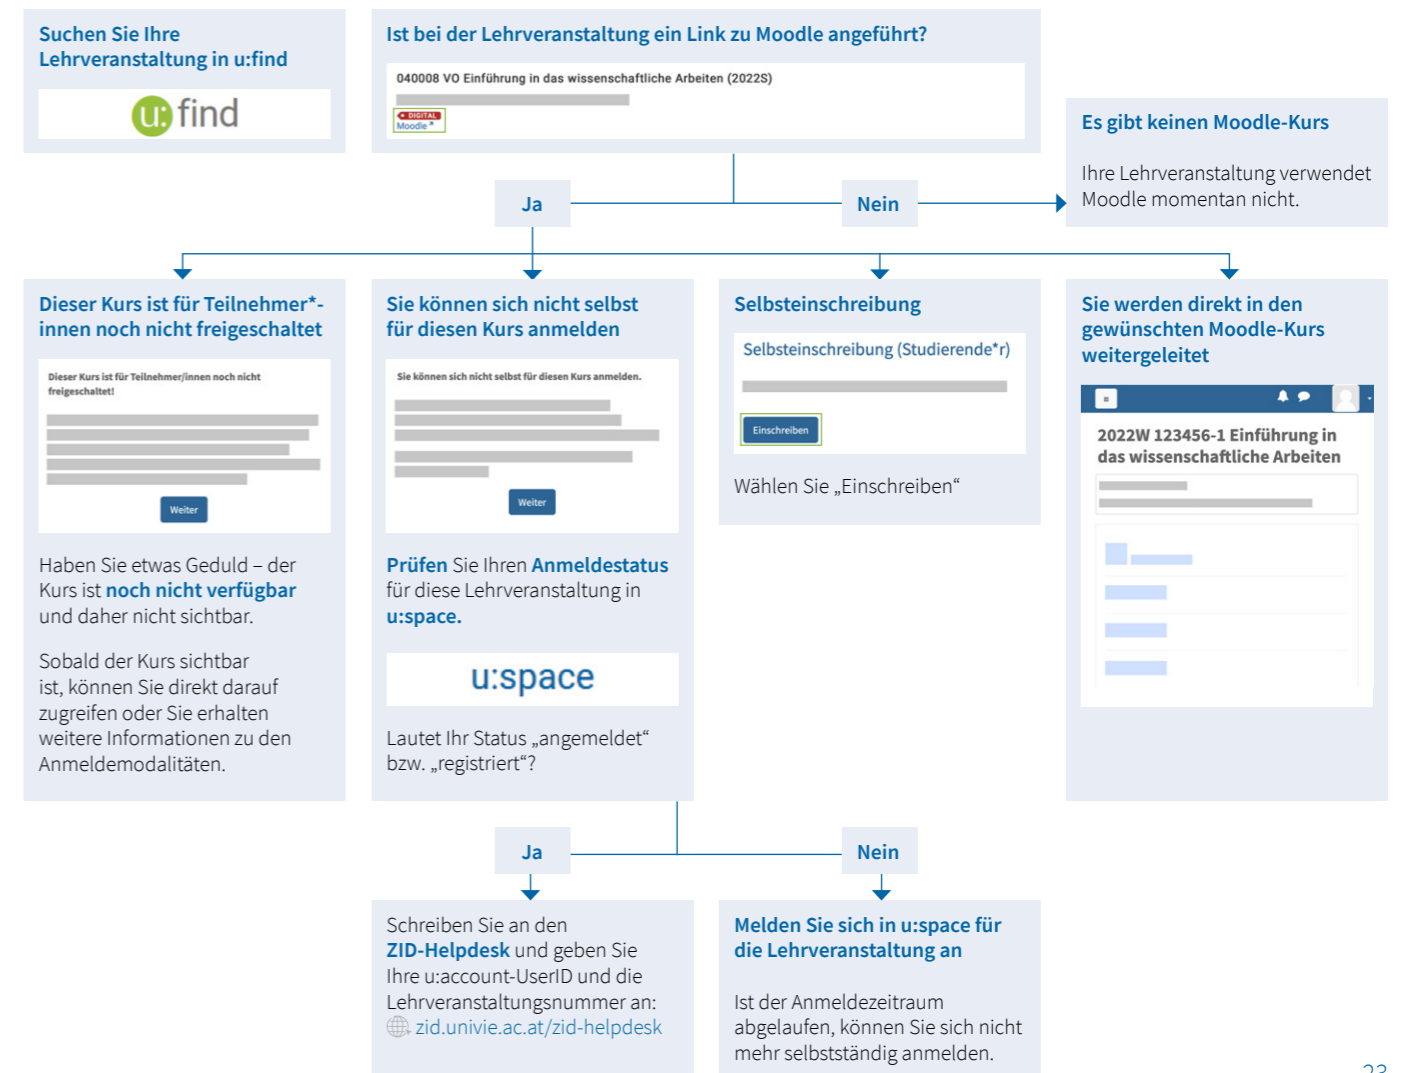 Suchen Sie Ihre
Lehrveranstaltung in u:find
u: find
Ist bei der Lehrveranstaltung ein Link zu Moodle angeführt?
040008 VO Einführung in das wissenschaftliche Arbeiten (2022S)
DIGITAL
Moodle
Es gibt keinen Moodle-Kurs
Ihre Lehrveranstaltung verwendet
Moodle momentan nicht.
Ja
Nein
Dieser Kurs ist für Teilnehmer*-
innen noch nicht freigeschaltet
Dieser Kurs ist für Teilnehmer/innen noch nicht
freigeschaltet!
Weiter
Haben Sie etwas Geduld – der
Kurs ist noch nicht verfügbar
und daher nicht sichtbar.
Sobald der Kurs sichtbar
ist, können Sie direkt darauf
zugreifen oder Sie erhalten
weitere Informationen zu den
Anmeldemodalitäten.
Sie können sich nicht selbst
für diesen Kurs anmelden
Sie können sich nicht selbst für diesen Kurs anmelden.
Weiter
Prüfen Sie Ihren Anmeldestatus
für diese Lehrveranstaltung in
u:space.
u:space
Lautet Ihr Status „angemeldet“
bzw. „registriert“?
Selbsteinschreibung
Selbsteinschreibung (Studierende*r)
Einschreiben
Wählen Sie „Einschreiben“
Sie werden direkt in den
gewünschten Moodle-Kurs
weitergeleitet
2022W 123456-1 Einführung in
das wissenschaftliche Arbeiten
Ja
Nein
Schreiben Sie an den
ZID-Helpdesk und geben Sie
Ihre u:account-UserID und die
Lehrveranstaltungsnummer an:
zid.univie.ac.at/zid-helpdesk
Melden Sie sich in u:space für
die Lehrveranstaltung an
Ist der Anmeldezeitraum
abgelaufen, können Sie sich nicht
mehr selbstständig anmelden.